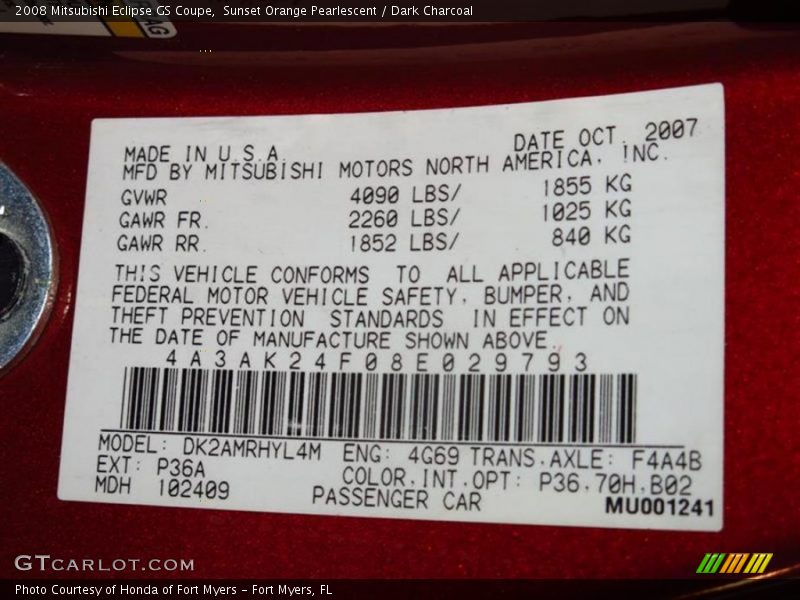 2008 Mitsubishi Eclipse GS Coupe, Sunset Orange Pearlescent / Dark Charcoal
AG
MADE IN U.S.A. DATE OCT. 2007
MFD BY MITSUBISHI MOTORS NORTH AMERICA, INC.
GVWR 4090 LBS/ 1855 KG
GAWR FR. 2260 LBS/ 1025 KG
GAWR RR. 1852 LBS/ 840 KG
THIS VEHICLE CONFORMS TO ALL APPLICABLE
FEDERAL MOTOR VEHICLE SAFETY, BUMPER, AND
THEFT PREVENTION STANDARDS IN EFFECT ON
THE DATE OF MANUFACTURE SHOWN ABOVE.
4A3AK24F08E029793
MODEL: DK2AMRHYL4M ENG: 4G69 TRANS.AXLE: F4A4B
EXT: P36A COLOR.INT.OPT: P36.70H.B02
MDH 102409 PASSENGER CAR MU001241
GTCARLOT.COM
Photo Courtesy of Honda of Fort Myers - Fort Myers, FL